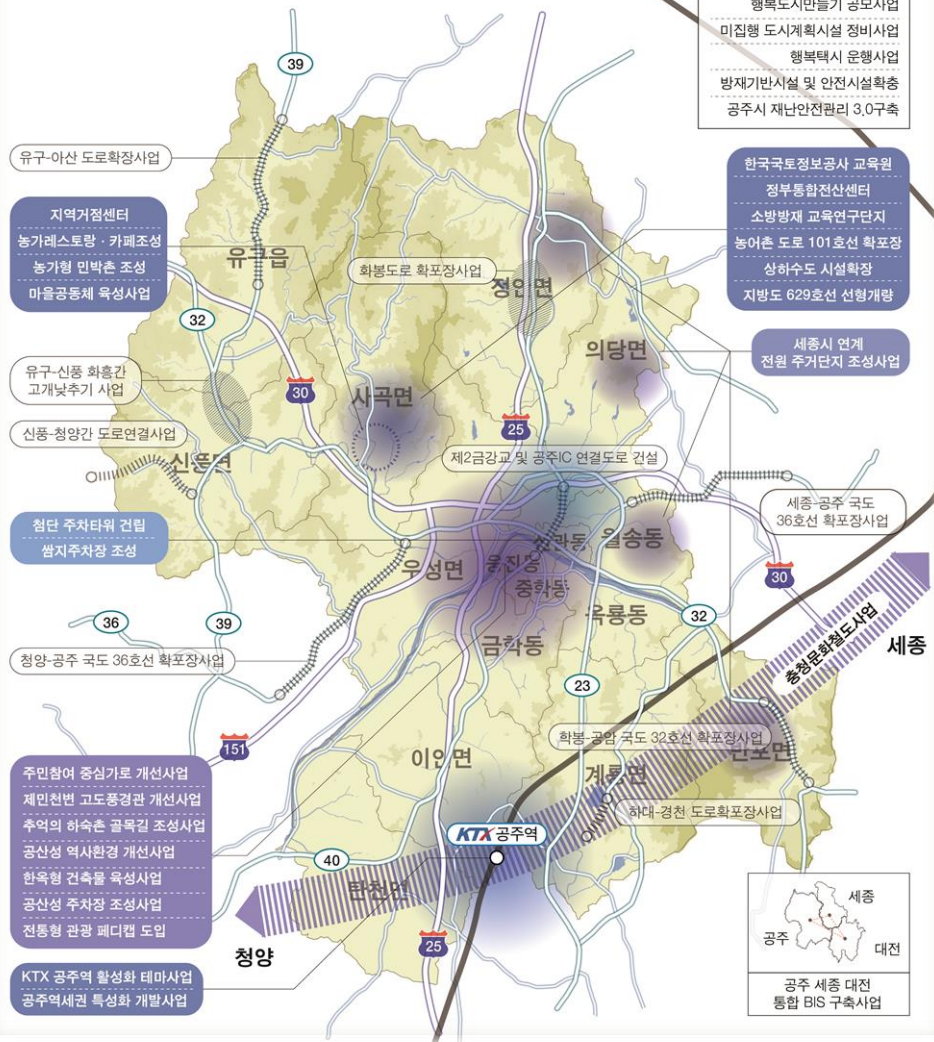 행복도시만들기 공모사업
미집행 도시계획시설 정비사업
행복택시 운행사업
방재기반시설 및 안전시설확충
공주시 재난안전관리 3.0구축
39
유구-아산 도로확장사업
한국국토정보공사 교육원
정부통합전산센터
소방방재 교육연구단지
농어촌 도로 101호선 확포장
상하수도 시설확장
지방도 629호선 선형개량
지역거점센터
농가레스토랑 · 카페조성
농가형 민박촌 조성
마을공동체 육성사업
유구읍
화봉도로 확포장사업
정안면
32
세종시 연계
전원 주거단지 조성사업
의당면
유구-신풍 화흥간
고개낮추기 사업
30
사곡면
25
신풍-청양간 도로연결사업
신풍면
제2금강교 및 공주IC 연결도로 건설
세종-공주 국도
36호선 확포장사업
첨단 주차타워 건립
쌈지주차장 조성
신관동
월송동
우성면
웅진동
중학동
30
옥룡동
36
39
32
금학동
세종
충청문화철도사업
청양-공주 국도 36호선 확포장사업
23
151
학봉-공암 국도 32호선 확포장사업
반포면
이인면
계룡면
주민참여 중심가로 개선사업
제민천변 고도풍경관 개선사업
추억의 하숙촌 골목길 조성사업
공산성 역사환경 개선사업
한옥형 건축물 육성사업
공산성 주차장 조성사업
전통형 관광 페디캡 도입
하대-경천 도로확포장사업
KTX 공주역
40
탄천면
청양
25
세종
공주
대전
KTX 공주역 활성화 테마사업
공주역세권 특성화 개발사업
공주 세종 대전
통합 BIS 구축사업